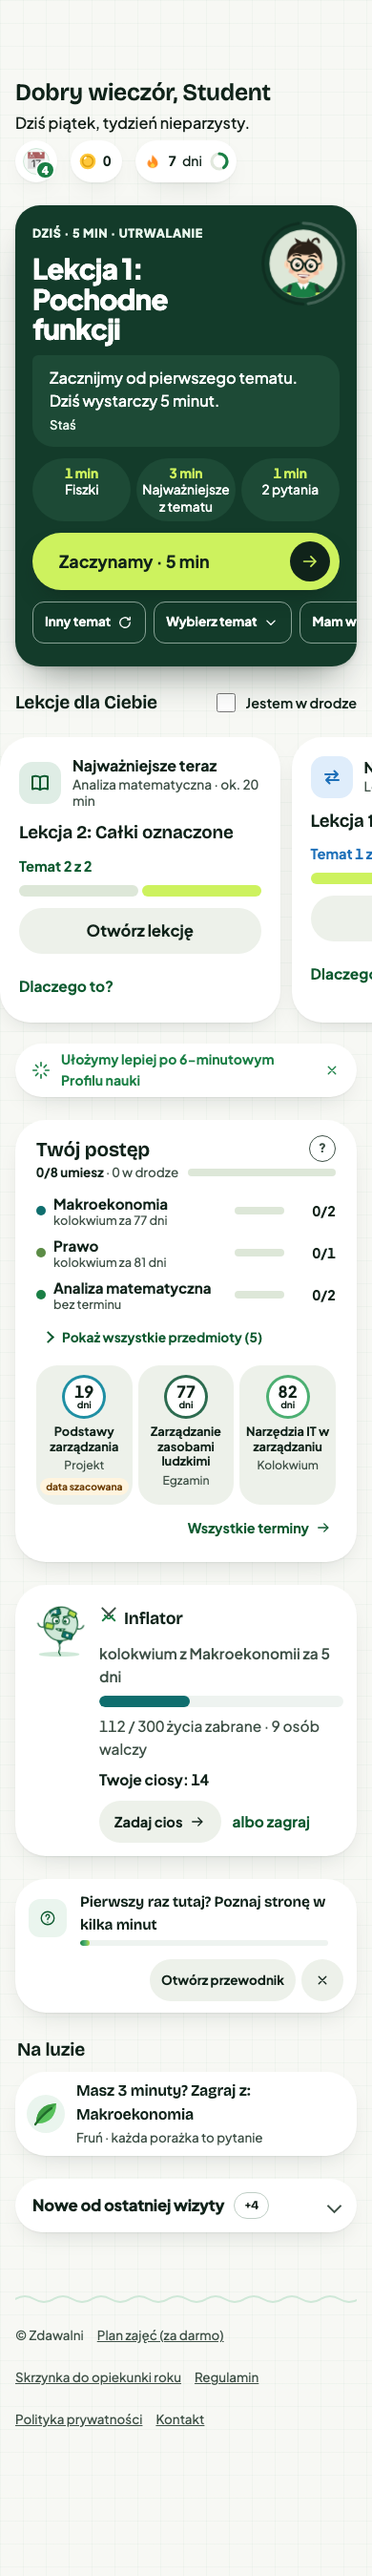 Dobry wieczór, Student
Dziś piątek, tydzień nieparzysty.
4
0
7 dni
DZIŚ · 5 MIN · UTRWALANIE
Lekcja 1:
Pochodne
funkcji
Zacznijmy od pierwszego tematu.
Dziś wystarczy 5 minut.
Staś
1 min
Fiszki
3 min
Najważniejsze
z tematu
1 min
2 pytania
Zaczynamy · 5 min
Inny temat
Wybierz temat
Mam w
Lekcje dla Ciebie
Jestem w drodze
Najważniejsze teraz
Analiza matematyczna · ok. 20
min
Lekcja 2: Całki oznaczone
Temat 2 z 2
Otwórz lekcję
Dlaczego to?
Lekcja 1
Temat 1 z
Dlaczego
Ułożymy lepiej po 6-minutowym
Profilu nauki
Twój postęp
?
0/8 umiesz · 0 w drodze
Makroekonomia
kolokwium za 77 dni
0/2
Prawo
kolokwium za 81 dni
0/1
Analiza matematyczna
bez terminu
0/2
Pokaż wszystkie przedmioty (5)
19
dni
Podstawy
zarządzania
Projekt
data szacowana
77
dni
Zarządzanie
zasobami
ludzkimi
Egzamin
82
dni
Narzędzia IT w
zarządzaniu
Kolokwium
Wszystkie terminy
Inflator
kolokwium z Makroekonomii za 5
dni
112 / 300 życia zabrane · 9 osób
walczy
Twoje ciosy: 14
Zadaj cios
albo zagraj
Pierwszy raz tutaj? Poznaj stronę w
kilka minut
Otwórz przewodnik
Na luzie
Masz 3 minuty? Zagraj z:
Makroekonomia
Fruń · każda porażka to pytanie
Nowe od ostatniej wizyty
+4
© Zdawalni Plan zajęć (za darmo)
Skrzynka do opiekunki roku Regulamin
Polityka prywatności Kontakt